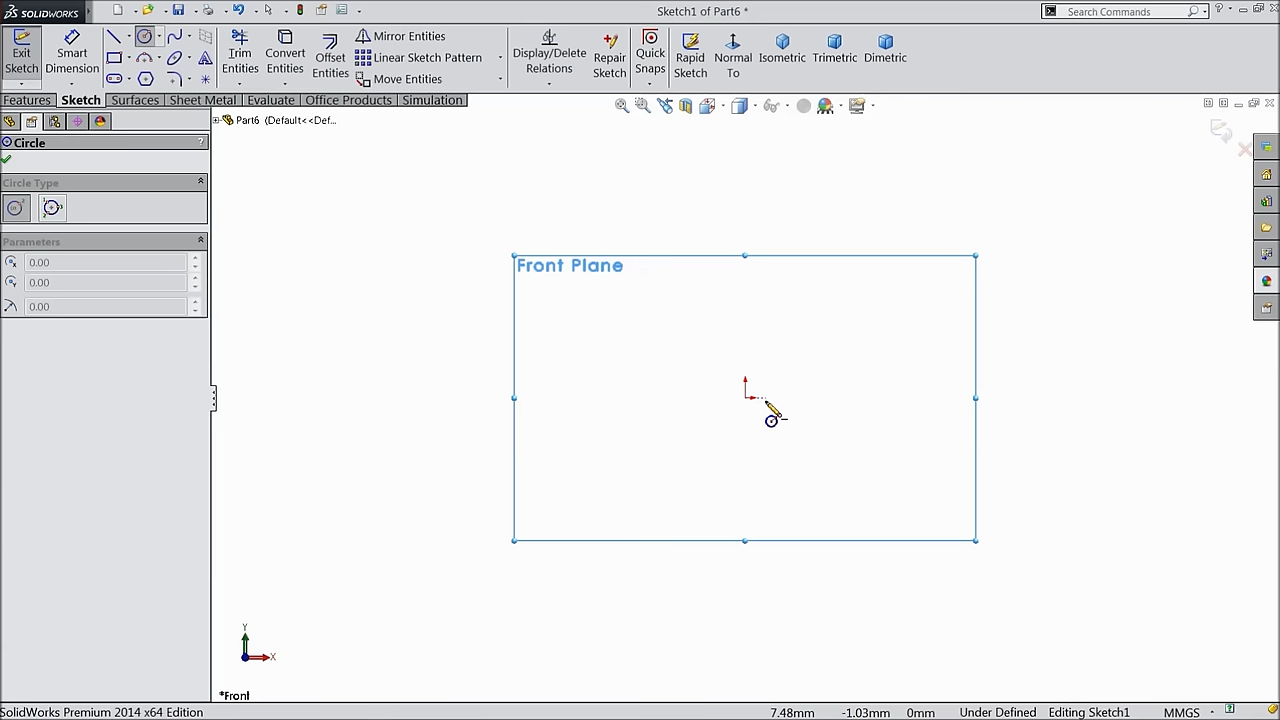 SOLIDWORKS
Sketch1 of Part6 *
Search Commands
?
Exit Sketch
Smart Dimension
Trim Entities
Convert Entities
Offset Entities
Mirror Entities
Linear Sketch Pattern
Move Entities
Display/Delete Relations
Repair Sketch
Quick Snaps
Rapid Sketch
Normal To
Isometric
Trimetric
Dimetric
Features
Sketch
Surfaces
Sheet Metal
Evaluate
Office Products
Simulation
Part6 (Default<<Def...
Circle
?
Circle Type
Parameters
0.00
0.00
0.00
Front Plane
Y
X
*Front
SolidWorks Premium 2014 x64 Edition
7.48mm
-1.03mm
0mm
Under Defined
Editing Sketch1
MMGS